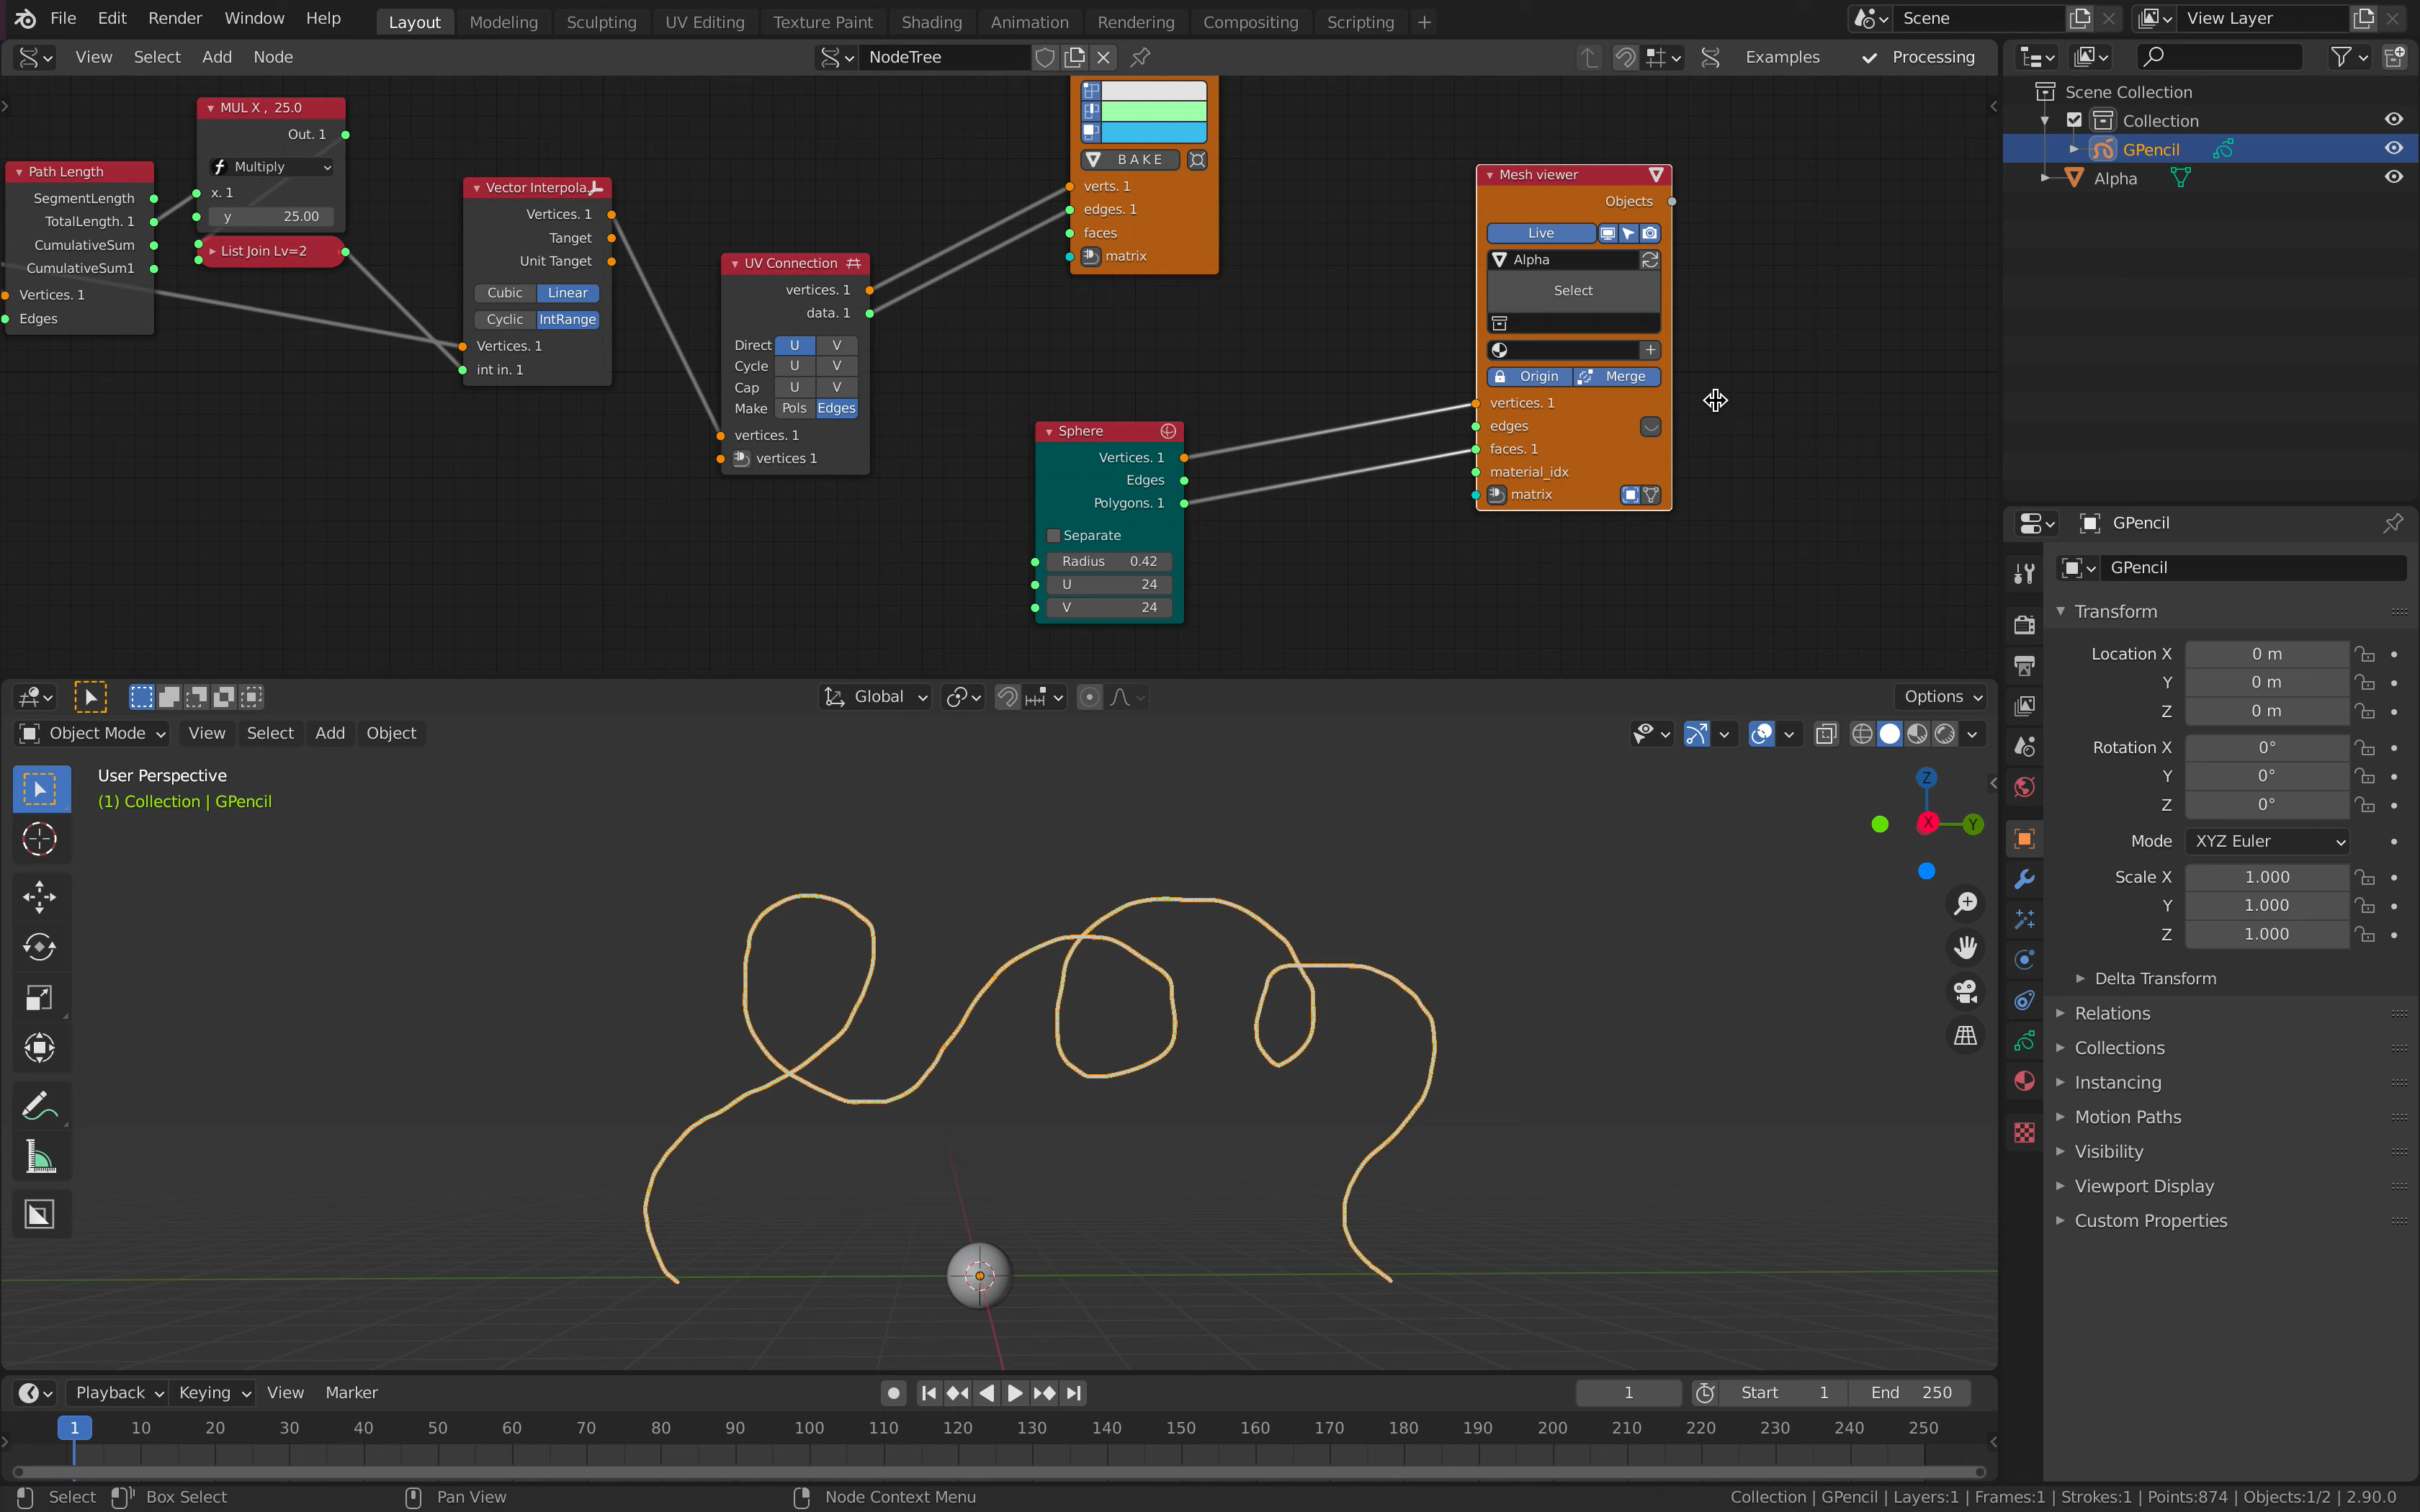 File Edit Render Window Help Layout Modeling Sculpting UV Editing Texture Paint Shading Animation Rendering Compositing Scripting + Scene View Layer
View Select Add Node NodeTree Examples Processing
MUL X , 25.0
Out. 1
Multiply
x. 1
y 25.00
List Join Lv=2
Path Length
SegmentLength
TotalLength. 1
CumulativeSum
CumulativeSum1
Vertices. 1
Edges
Vector Interpola
Vertices. 1
Tanget
Unit Tanget
Cubic Linear
Cyclic IntRange
Vertices. 1
int in. 1
UV Connection
vertices. 1
data. 1
Direct U V
Cycle U V
Cap U V
Make Pols Edges
vertices. 1
vertices 1
BAKE
verts. 1
edges. 1
faces
matrix
Sphere
Vertices. 1
Edges
Polygons. 1
Separate
Radius 0.42
U 24
V 24
Mesh viewer
Objects
Live
Alpha
Select
Origin Merge
vertices. 1
edges
faces. 1
material_idx
matrix
Scene Collection
Collection
GPencil
Alpha
GPencil
GPencil
Transform
Location X 0 m
Y 0 m
Z 0 m
Rotation X 0°
Y 0°
Z 0°
Mode XYZ Euler
Scale X 1.000
Y 1.000
Z 1.000
Delta Transform
Relations
Collections
Instancing
Motion Paths
Visibility
Viewport Display
Custom Properties
Global Options
Object Mode View Select Add Object
User Perspective
(1) Collection | GPencil
Z
X Y
Playback Keying View Marker 1 Start 1 End 250
1 10 20 30 40 50 60 70 80 90 100 110 120 130 140 150 160 170 180 190 200 210 220 230 240 250
Select Box Select Pan View Node Context Menu Collection | GPencil | Layers:1 | Frames:1 | Strokes:1 | Points:874 | Objects:1/2 | 2.90.0